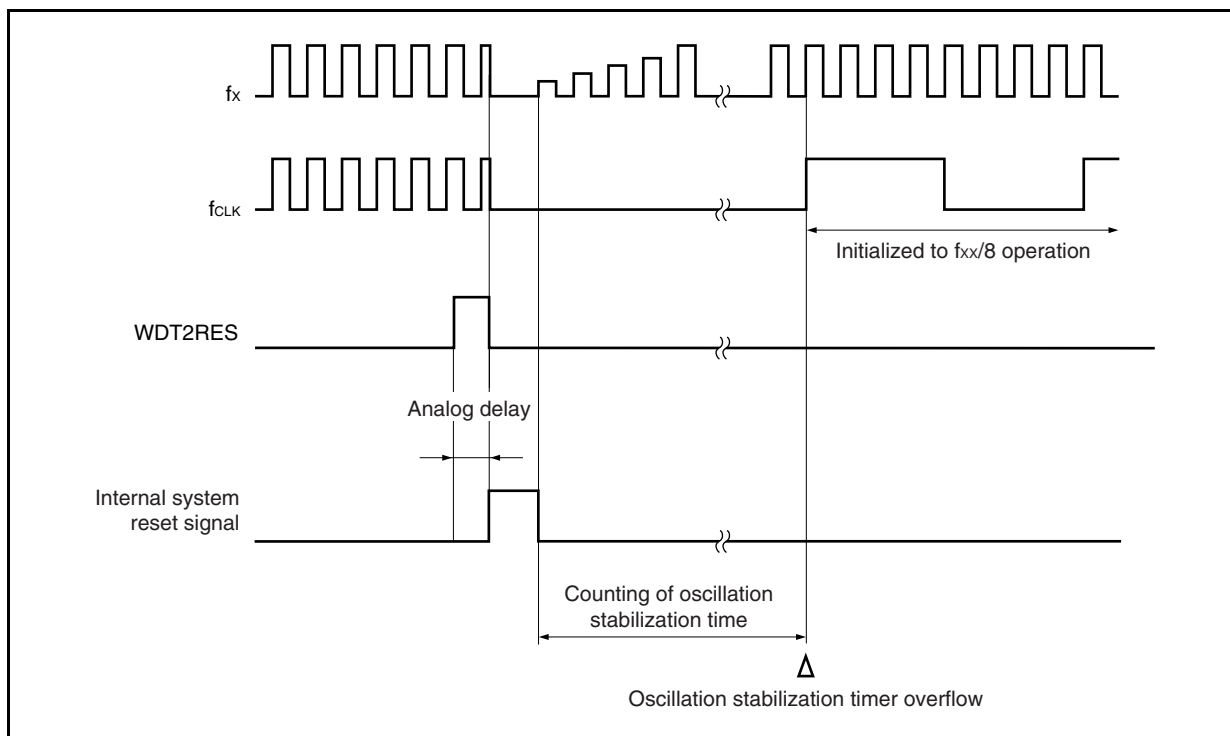 fX
fCLK
Initialized to fXX/8 operation
WDT2RES
Analog delay
Internal system
reset signal
Counting of oscillation
stabilization time
Oscillation stabilization timer overflow